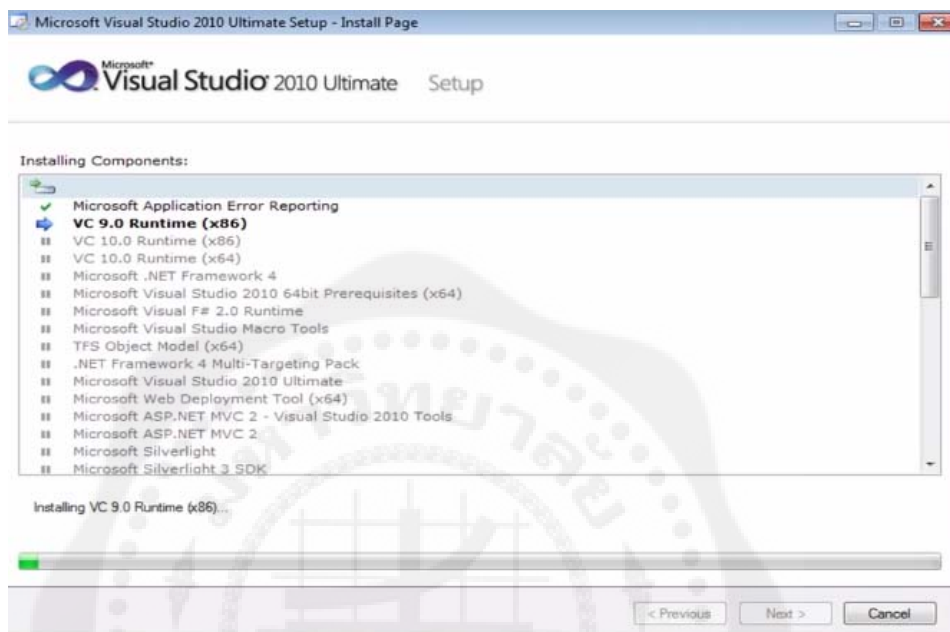 Microsoft Visual Studio 2010 Ultimate Setup - Install Page
Microsoft®
Visual Studio® 2010 Ultimate Setup
Installing Components:
Microsoft Application Error Reporting
VC 9.0 Runtime (x86)
VC 10.0 Runtime (x86)
VC 10.0 Runtime (x64)
Microsoft .NET Framework 4
Microsoft Visual Studio 2010 64bit Prerequisites (x64)
Microsoft Visual F# 2.0 Runtime
Microsoft Visual Studio Macro Tools
TFS Object Model (x64)
.NET Framework 4 Multi-Targeting Pack
Microsoft Visual Studio 2010 Ultimate
Microsoft Web Deployment Tool (x64)
Microsoft ASP.NET MVC 2 - Visual Studio 2010 Tools
Microsoft ASP.NET MVC 2
Microsoft Silverlight
Microsoft Silverlight 3 SDK
Installing VC 9.0 Runtime (x86)...
< Previous Next > Cancel